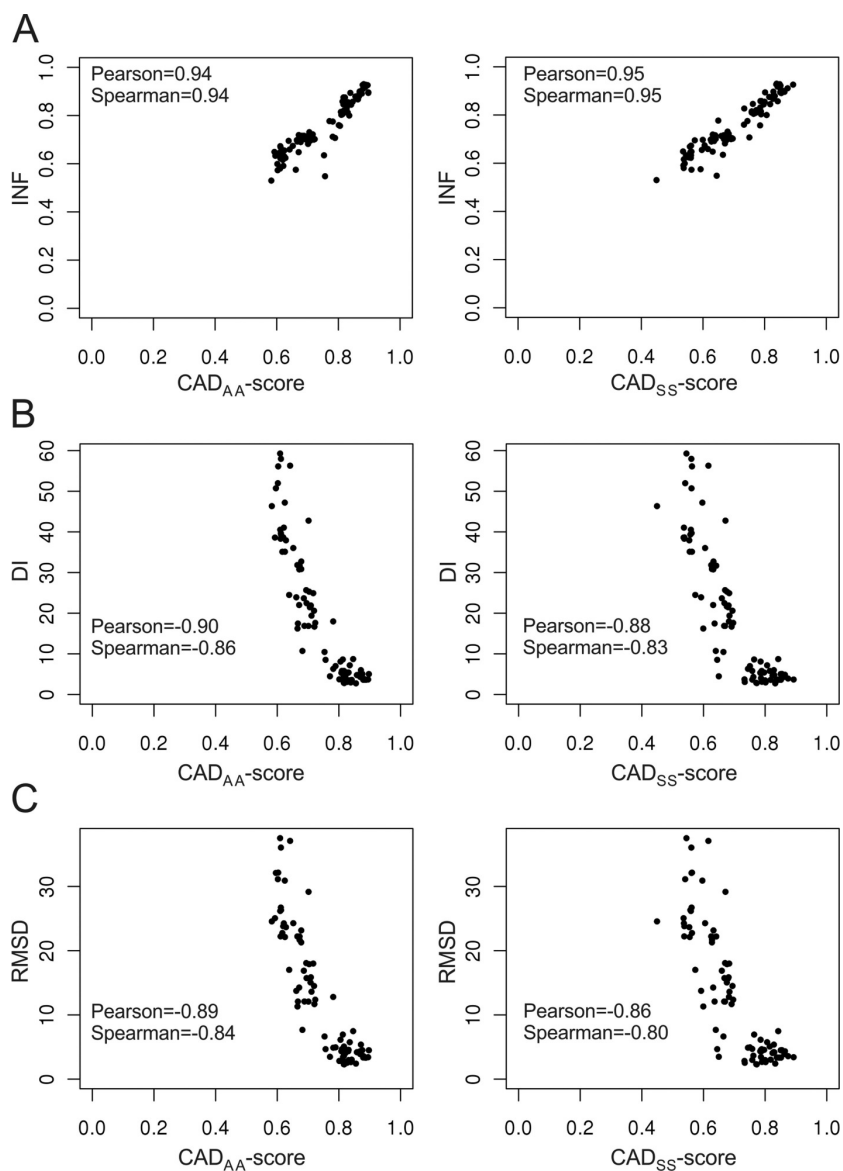 A
Pearson=0.94
Spearman=0.94
INF
0.0 0.2 0.4 0.6 0.8 1.0
0.0 0.2 0.4 0.6 0.8 1.0
CAD_AA-score
Pearson=0.95
Spearman=0.95
INF
0.0 0.2 0.4 0.6 0.8 1.0
0.0 0.2 0.4 0.6 0.8 1.0
CAD_SS-score
B
Pearson=-0.90
Spearman=-0.86
DI
0 10 20 30 40 50 60
0.0 0.2 0.4 0.6 0.8 1.0
CAD_AA-score
Pearson=-0.88
Spearman=-0.83
DI
0 10 20 30 40 50 60
0.0 0.2 0.4 0.6 0.8 1.0
CAD_SS-score
C
Pearson=-0.89
Spearman=-0.84
RMSD
0 10 20 30
0.0 0.2 0.4 0.6 0.8 1.0
CAD_AA-score
Pearson=-0.86
Spearman=-0.80
RMSD
0 10 20 30
0.0 0.2 0.4 0.6 0.8 1.0
CAD_SS-score